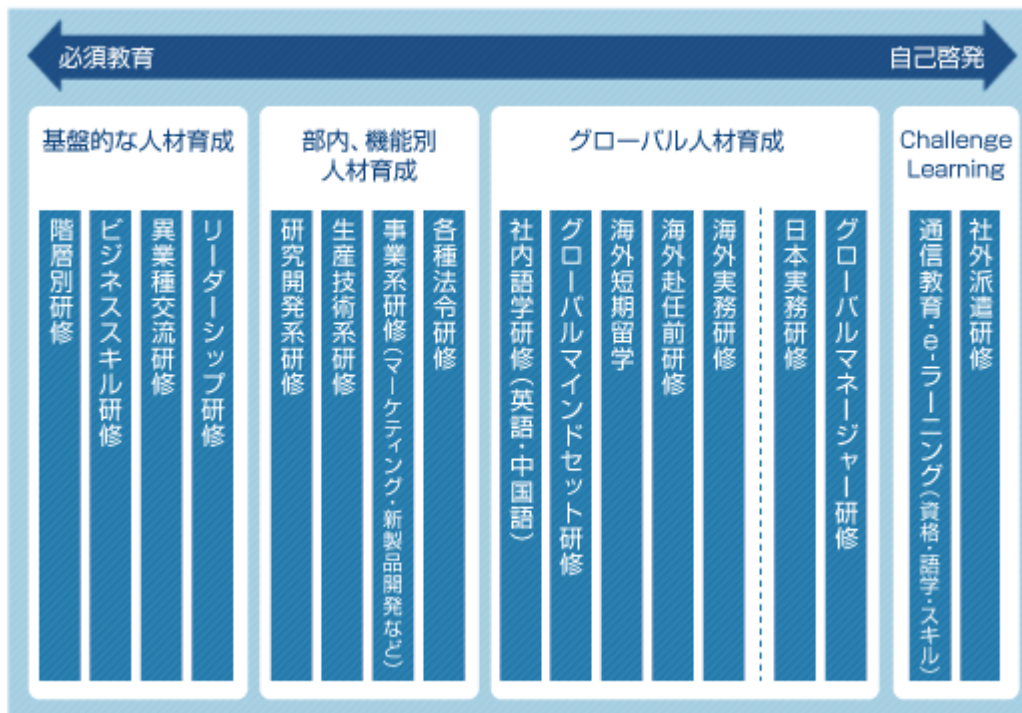 必須教育
自己啓発
基盤的な人材育成
階層別研修
ビジネススキル研修
異業種交流研修
リーダーシップ研修
部内、機能別
人材育成
研究開発系研修
生産技術系研修
事業系研修(マーケティング・新製品開発など)
各種法令研修
グローバル人材育成
社内語学研修(英語・中国語)
グローバルマインドセット研修
海外短期留学
海外赴任前研修
海外実務研修
日本実務研修
グローバルマネージャー研修
Challenge
Learning
通信教育・e-ラーニング(資格・語学・スキル)
社外派遣研修